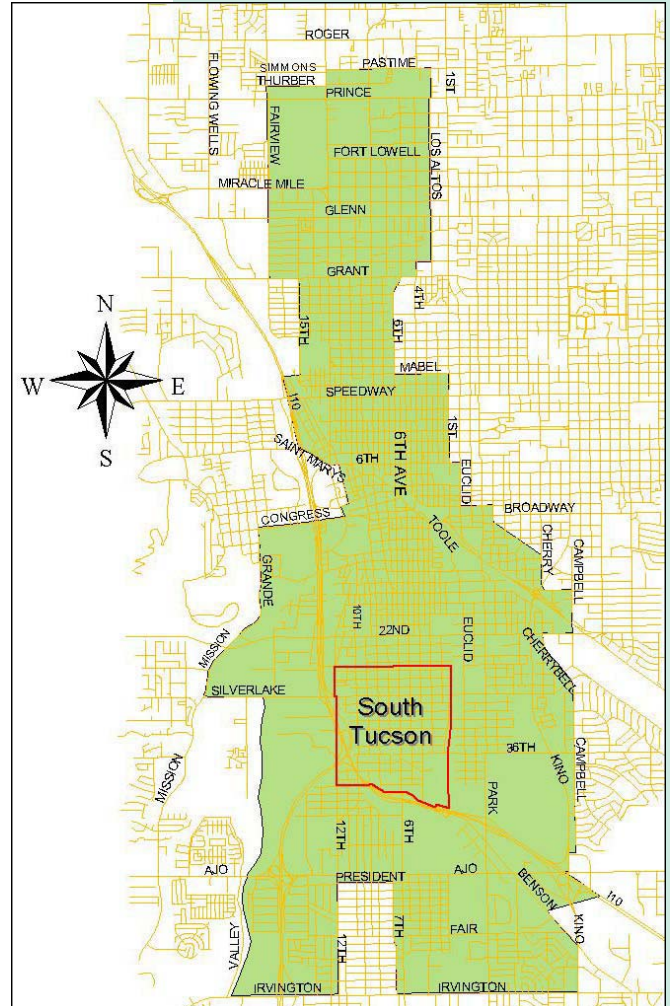 ROGER
PASTIME
SIMMONS
THURBER
1ST
FLOWING WELLS
PRINCE
FAIRVIEW
LOS ALTOS
FORT LOWELL
MIRACLE MILE
GLENN
GRANT
4TH
15TH
6TH
N
W
E
S
MABEL
SPEEDWAY
I10
1ST
SAINT MARYS
6TH
6TH AVE
EUCLID
CONGRESS
BROADWAY
TOOLE
CHERRY
CAMPBELL
GRANDE
10TH
22ND
EUCLID
MISSION
CHERRYBELL
SILVERLAKE
South
Tucson
36TH
KINO
CAMPBELL
MISSION
PARK
12TH
6TH
AJO
PRESIDENT
AJO
BENSON
I10
KINO
7TH
FAIR
VALLEY
12TH
IRVINGTON
IRVINGTON